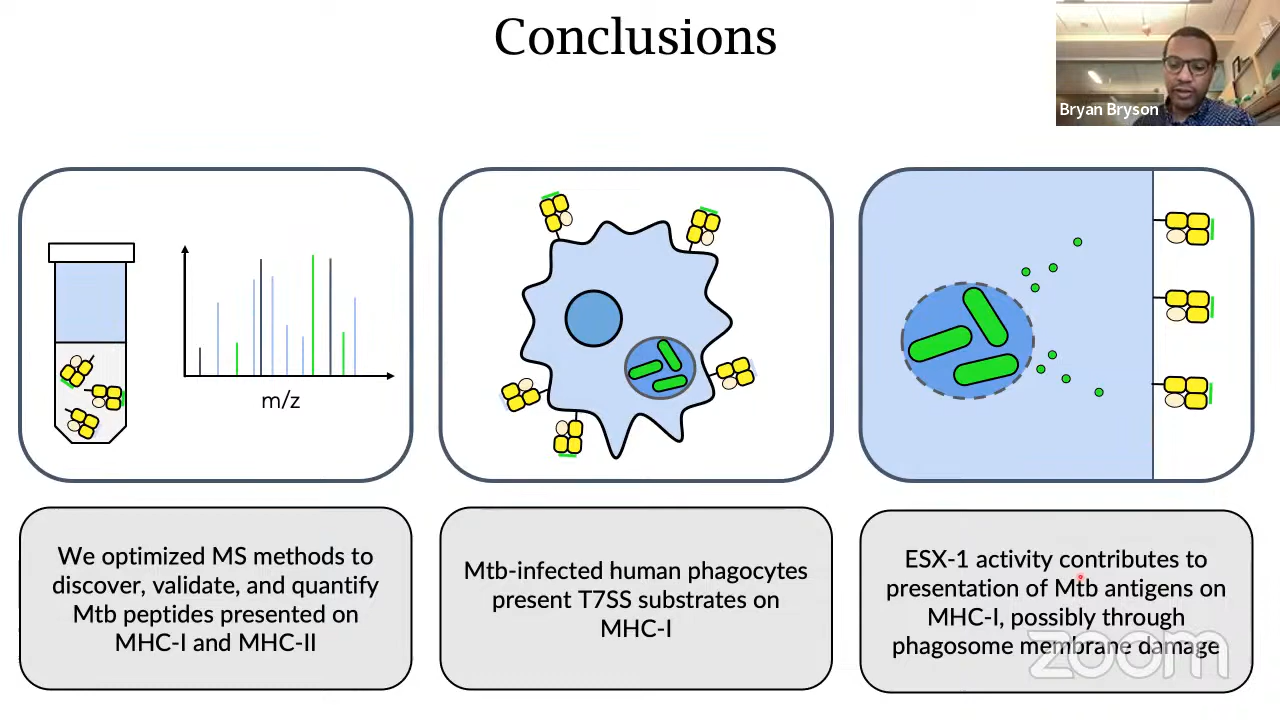 Conclusions
Bryan Bryson
m/z
We optimized MS methods to
discover, validate, and quantify
Mtb peptides presented on
MHC-I and MHC-II
Mtb-infected human phagocytes
present T7SS substrates on
MHC-I
ESX-1 activity contributes to
presentation of Mtb antigens on
MHC-I, possibly through
phagosome membrane damage
zoom